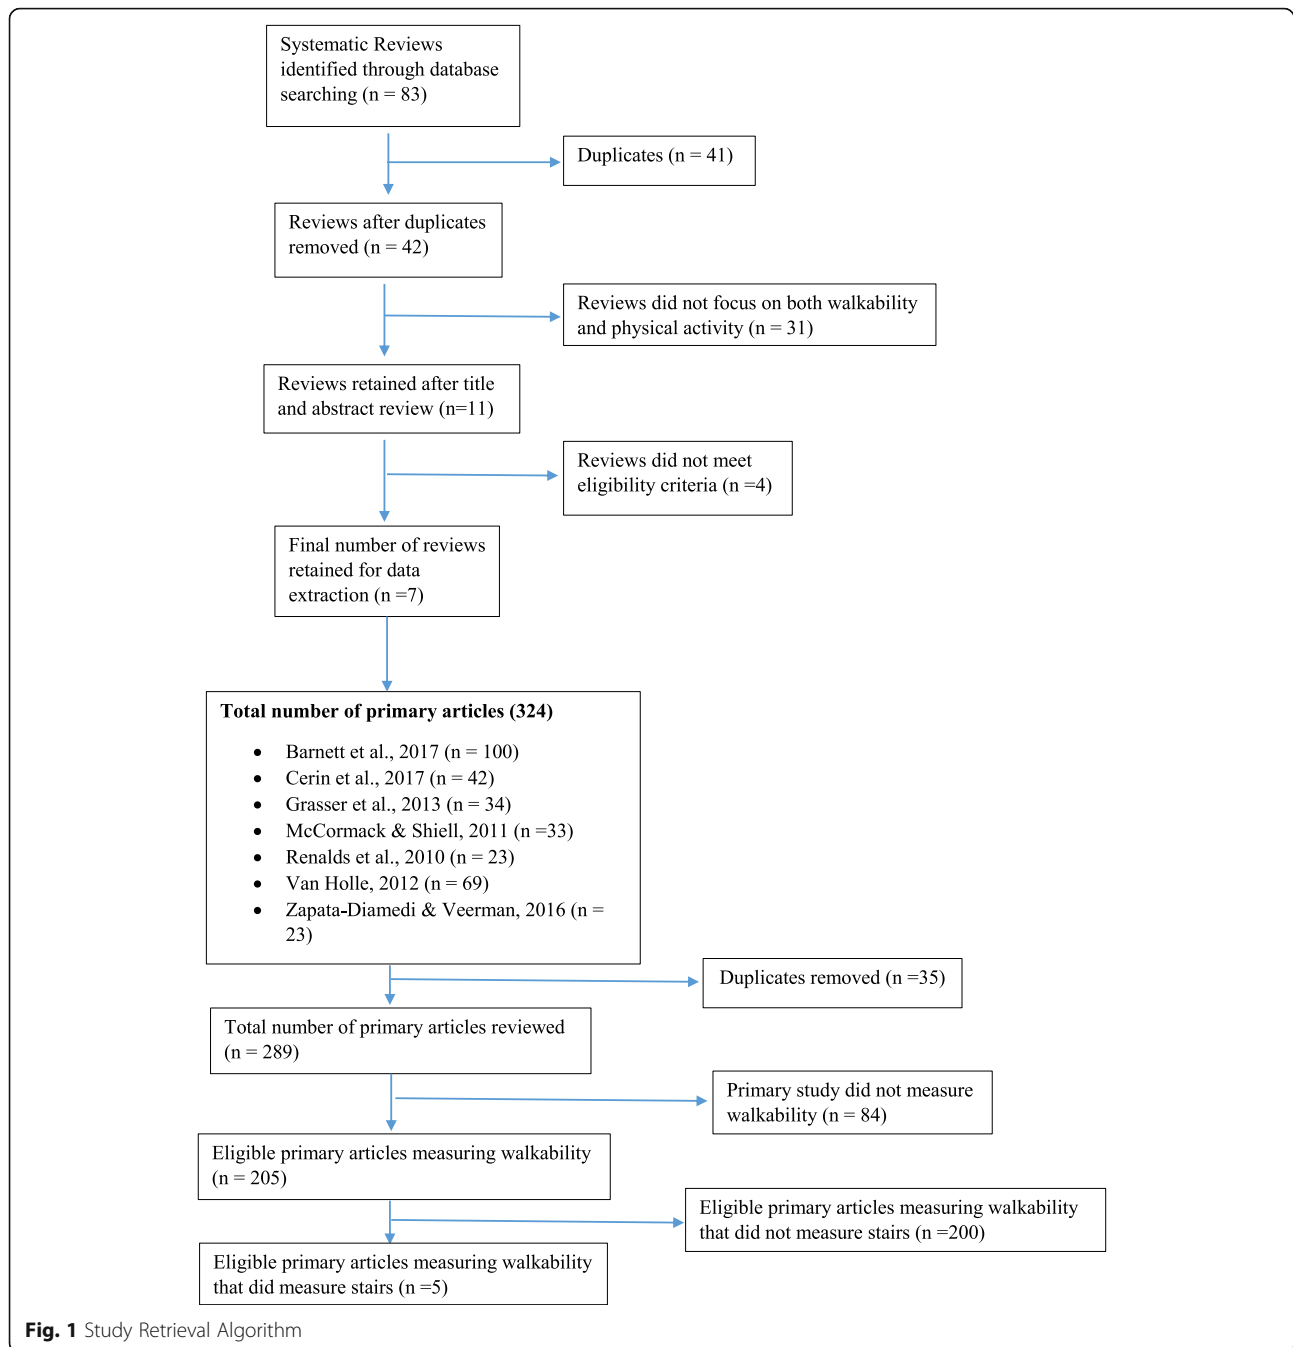 Systematic Reviews
identified through database
searching (n = 83)
Duplicates (n = 41)
Reviews after duplicates
removed (n = 42)
Reviews did not focus on both walkability
and physical activity (n = 31)
Reviews retained after title
and abstract review (n=11)
Reviews did not meet
eligibility criteria (n =4)
Final number of reviews
retained for data
extraction (n =7)
Total number of primary articles (324)
• Barnett et al., 2017 (n = 100)
• Cerin et al., 2017 (n = 42)
• Grasser et al., 2013 (n = 34)
• McCormack & Shiell, 2011 (n =33)
• Renalds et al., 2010 (n = 23)
• Van Holle, 2012 (n = 69)
• Zapata-Diamedi & Veerman, 2016 (n =
23)
Duplicates removed (n =35)
Total number of primary articles reviewed
(n = 289)
Primary study did not measure
walkability (n = 84)
Eligible primary articles measuring walkability
(n = 205)
Eligible primary articles measuring walkability
that did not measure stairs (n =200)
Eligible primary articles measuring walkability
that did measure stairs (n =5)
Fig. 1 Study Retrieval Algorithm